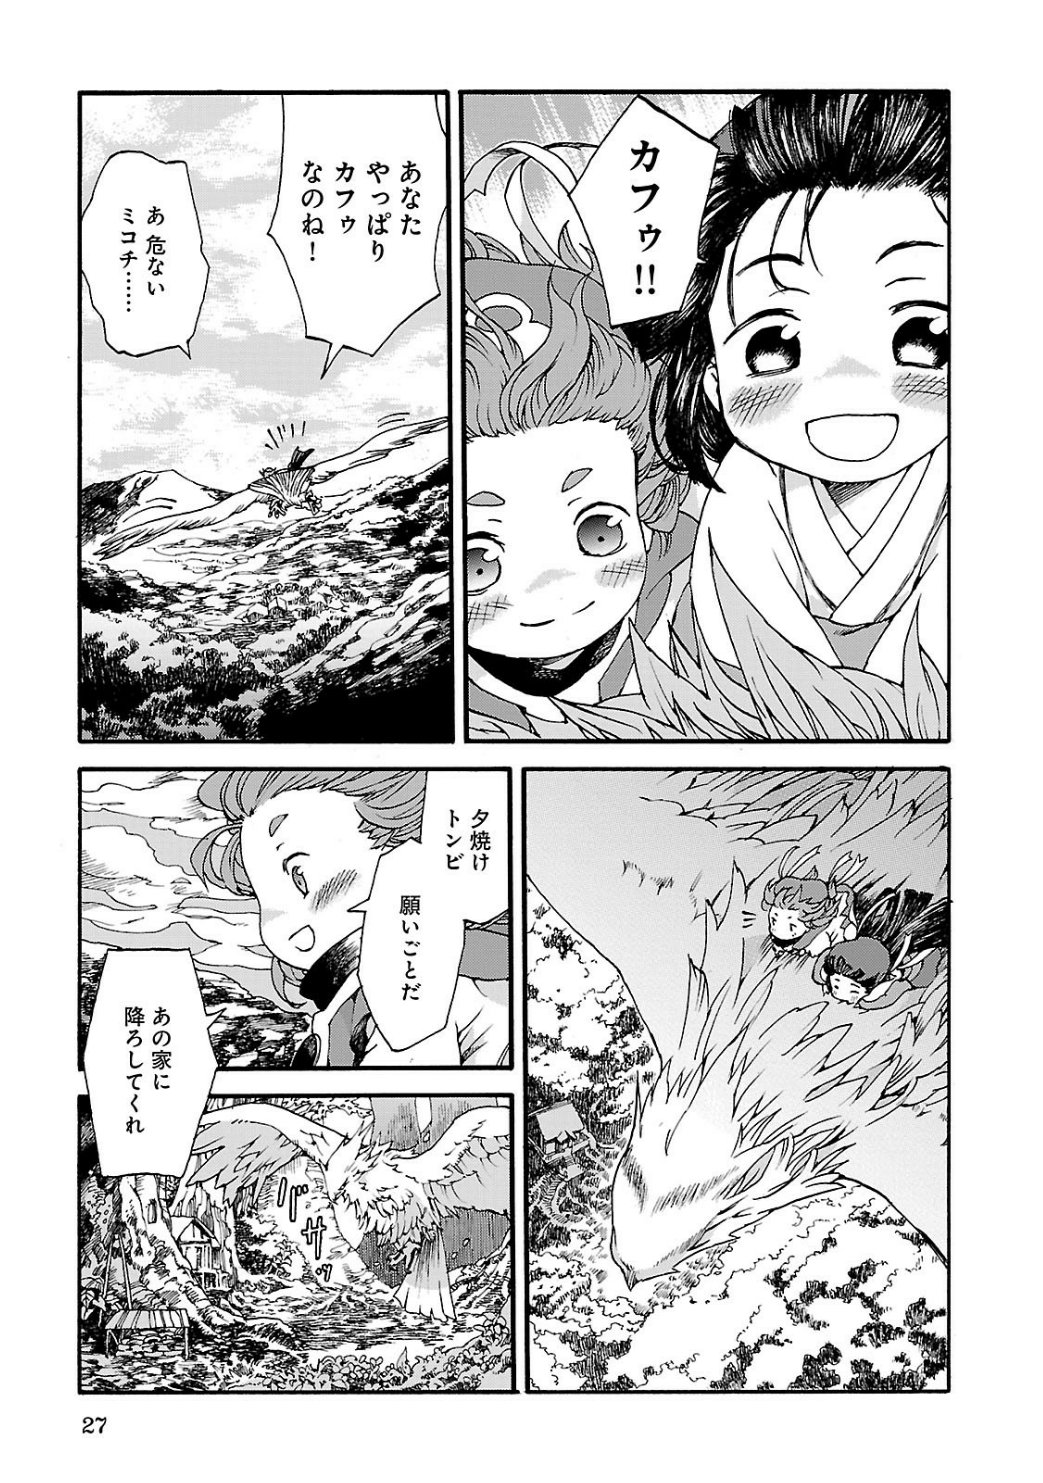 カフゥ!!
あなた
やっぱり
カフゥ
なのね!
あ 危ない
ミコチ……
夕焼け
トンビ
願いごとだ
あの家に
降ろしてくれ
バ
サ
ッ
27